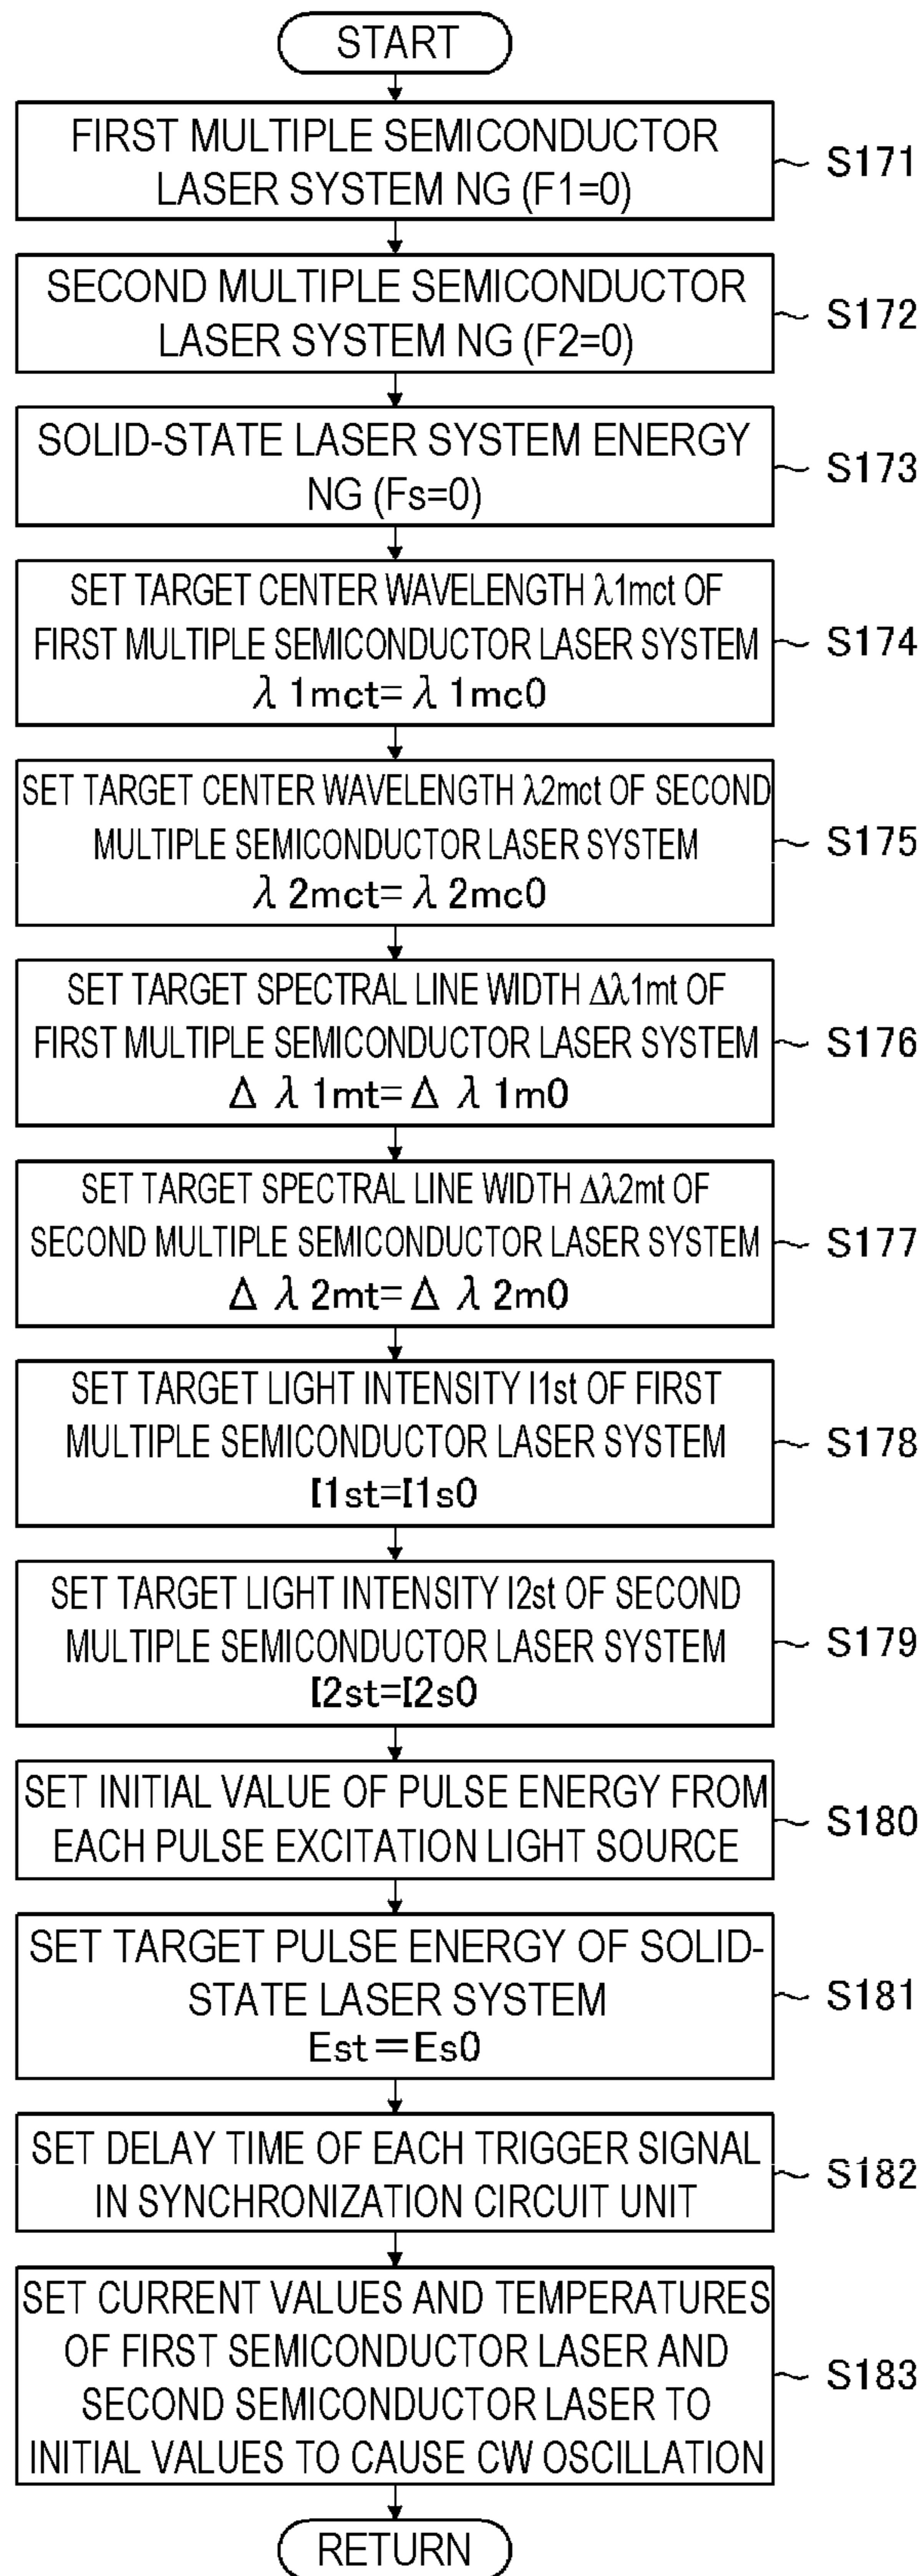 START
FIRST MULTIPLE SEMICONDUCTOR
LASER SYSTEM NG (F1=0)
S171
SECOND MULTIPLE SEMICONDUCTOR
LASER SYSTEM NG (F2=0)
S172
SOLID-STATE LASER SYSTEM ENERGY
NG (Fs=0)
S173
SET TARGET CENTER WAVELENGTH λ1mct OF
FIRST MULTIPLE SEMICONDUCTOR LASER SYSTEM
λ 1mct= λ 1mc0
S174
SET TARGET CENTER WAVELENGTH λ2mct OF SECOND
MULTIPLE SEMICONDUCTOR LASER SYSTEM
λ 2mct= λ 2mc0
S175
SET TARGET SPECTRAL LINE WIDTH Δλ1mt OF
FIRST MULTIPLE SEMICONDUCTOR LASER SYSTEM
Δ λ 1mt= Δ λ 1m0
S176
SET TARGET SPECTRAL LINE WIDTH Δλ2mt OF
SECOND MULTIPLE SEMICONDUCTOR LASER SYSTEM
Δ λ 2mt= Δ λ 2m0
S177
SET TARGET LIGHT INTENSITY I1st OF FIRST
MULTIPLE SEMICONDUCTOR LASER SYSTEM
I1st=I1s0
S178
SET TARGET LIGHT INTENSITY I2st OF SECOND
MULTIPLE SEMICONDUCTOR LASER SYSTEM
I2st=I2s0
S179
SET INITIAL VALUE OF PULSE ENERGY FROM
EACH PULSE EXCITATION LIGHT SOURCE
S180
SET TARGET PULSE ENERGY OF SOLID-
STATE LASER SYSTEM
Est=Es0
S181
SET DELAY TIME OF EACH TRIGGER SIGNAL
IN SYNCHRONIZATION CIRCUIT UNIT
S182
SET CURRENT VALUES AND TEMPERATURES
OF FIRST SEMICONDUCTOR LASER AND
SECOND SEMICONDUCTOR LASER TO
INITIAL VALUES TO CAUSE CW OSCILLATION
S183
RETURN